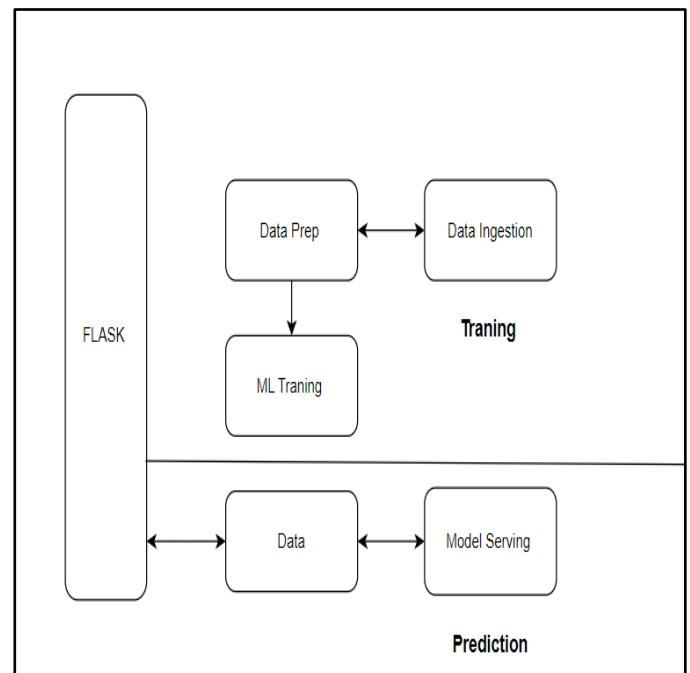 FLASK
Data Prep
Data Ingestion
Traning
ML Traning
Data
Model Serving
Prediction